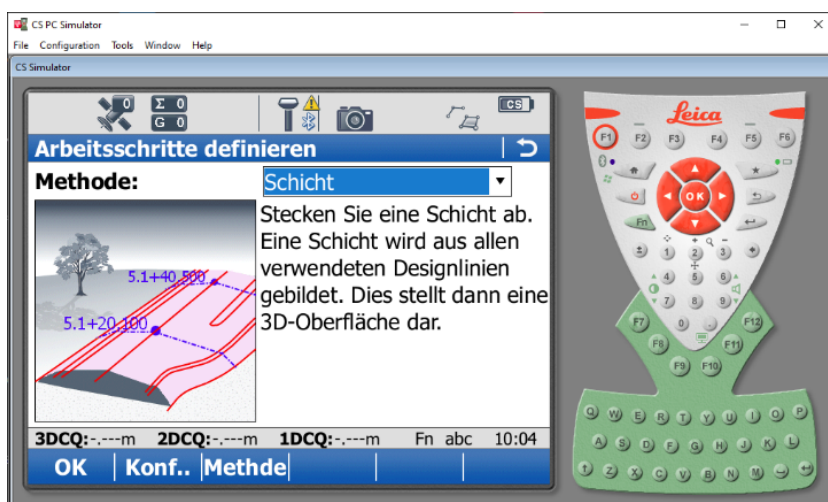 CS PC Simulator
File Configuration Tools Window Help
CS Simulator
0 Σ 0
G 0
CS
Arbeitsschritte definieren
Methode: Schicht
Stecken Sie eine Schicht ab.
Eine Schicht wird aus allen
verwendeten Designlinien
gebildet. Dies stellt dann eine
3D-Oberfläche dar.
5.1+40,500
5.1+20,100
3DCQ:-.---m 2DCQ:-.---m 1DCQ:-.---m Fn abc 10:04
OK Konf.. Methde
Leica
F1 F2 F3 F4 F5 F6
OK
Fn
± 1 2 3
4 5 6
7 8 9
0 .
F7 F12
F8 F11
F9 F10
Q W E R T Y U I O P
A S D F G H J K L
Z X C V B N M